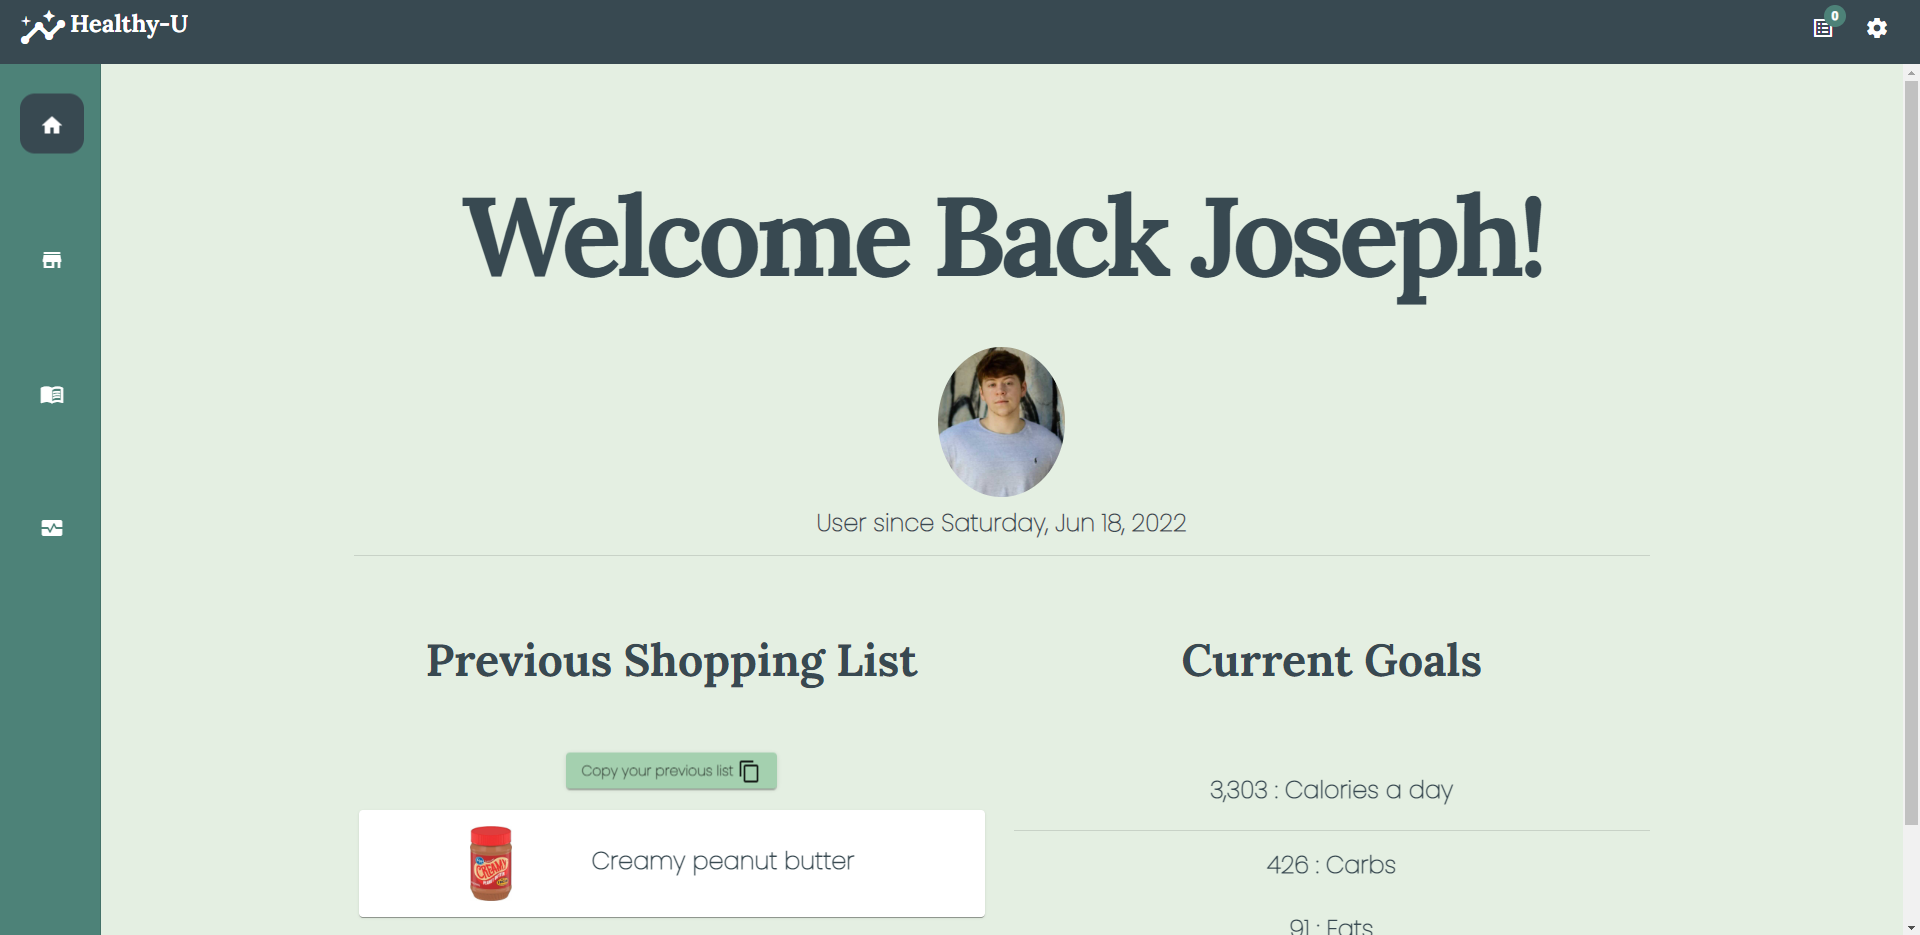 Healthy-U
0
Welcome Back Joseph!
User since Saturday, Jun 18, 2022
Previous Shopping List
Copy your previous list
CREAMY
Creamy peanut butter
Current Goals
3,303 : Calories a day
426 : Carbs
91 : Fats